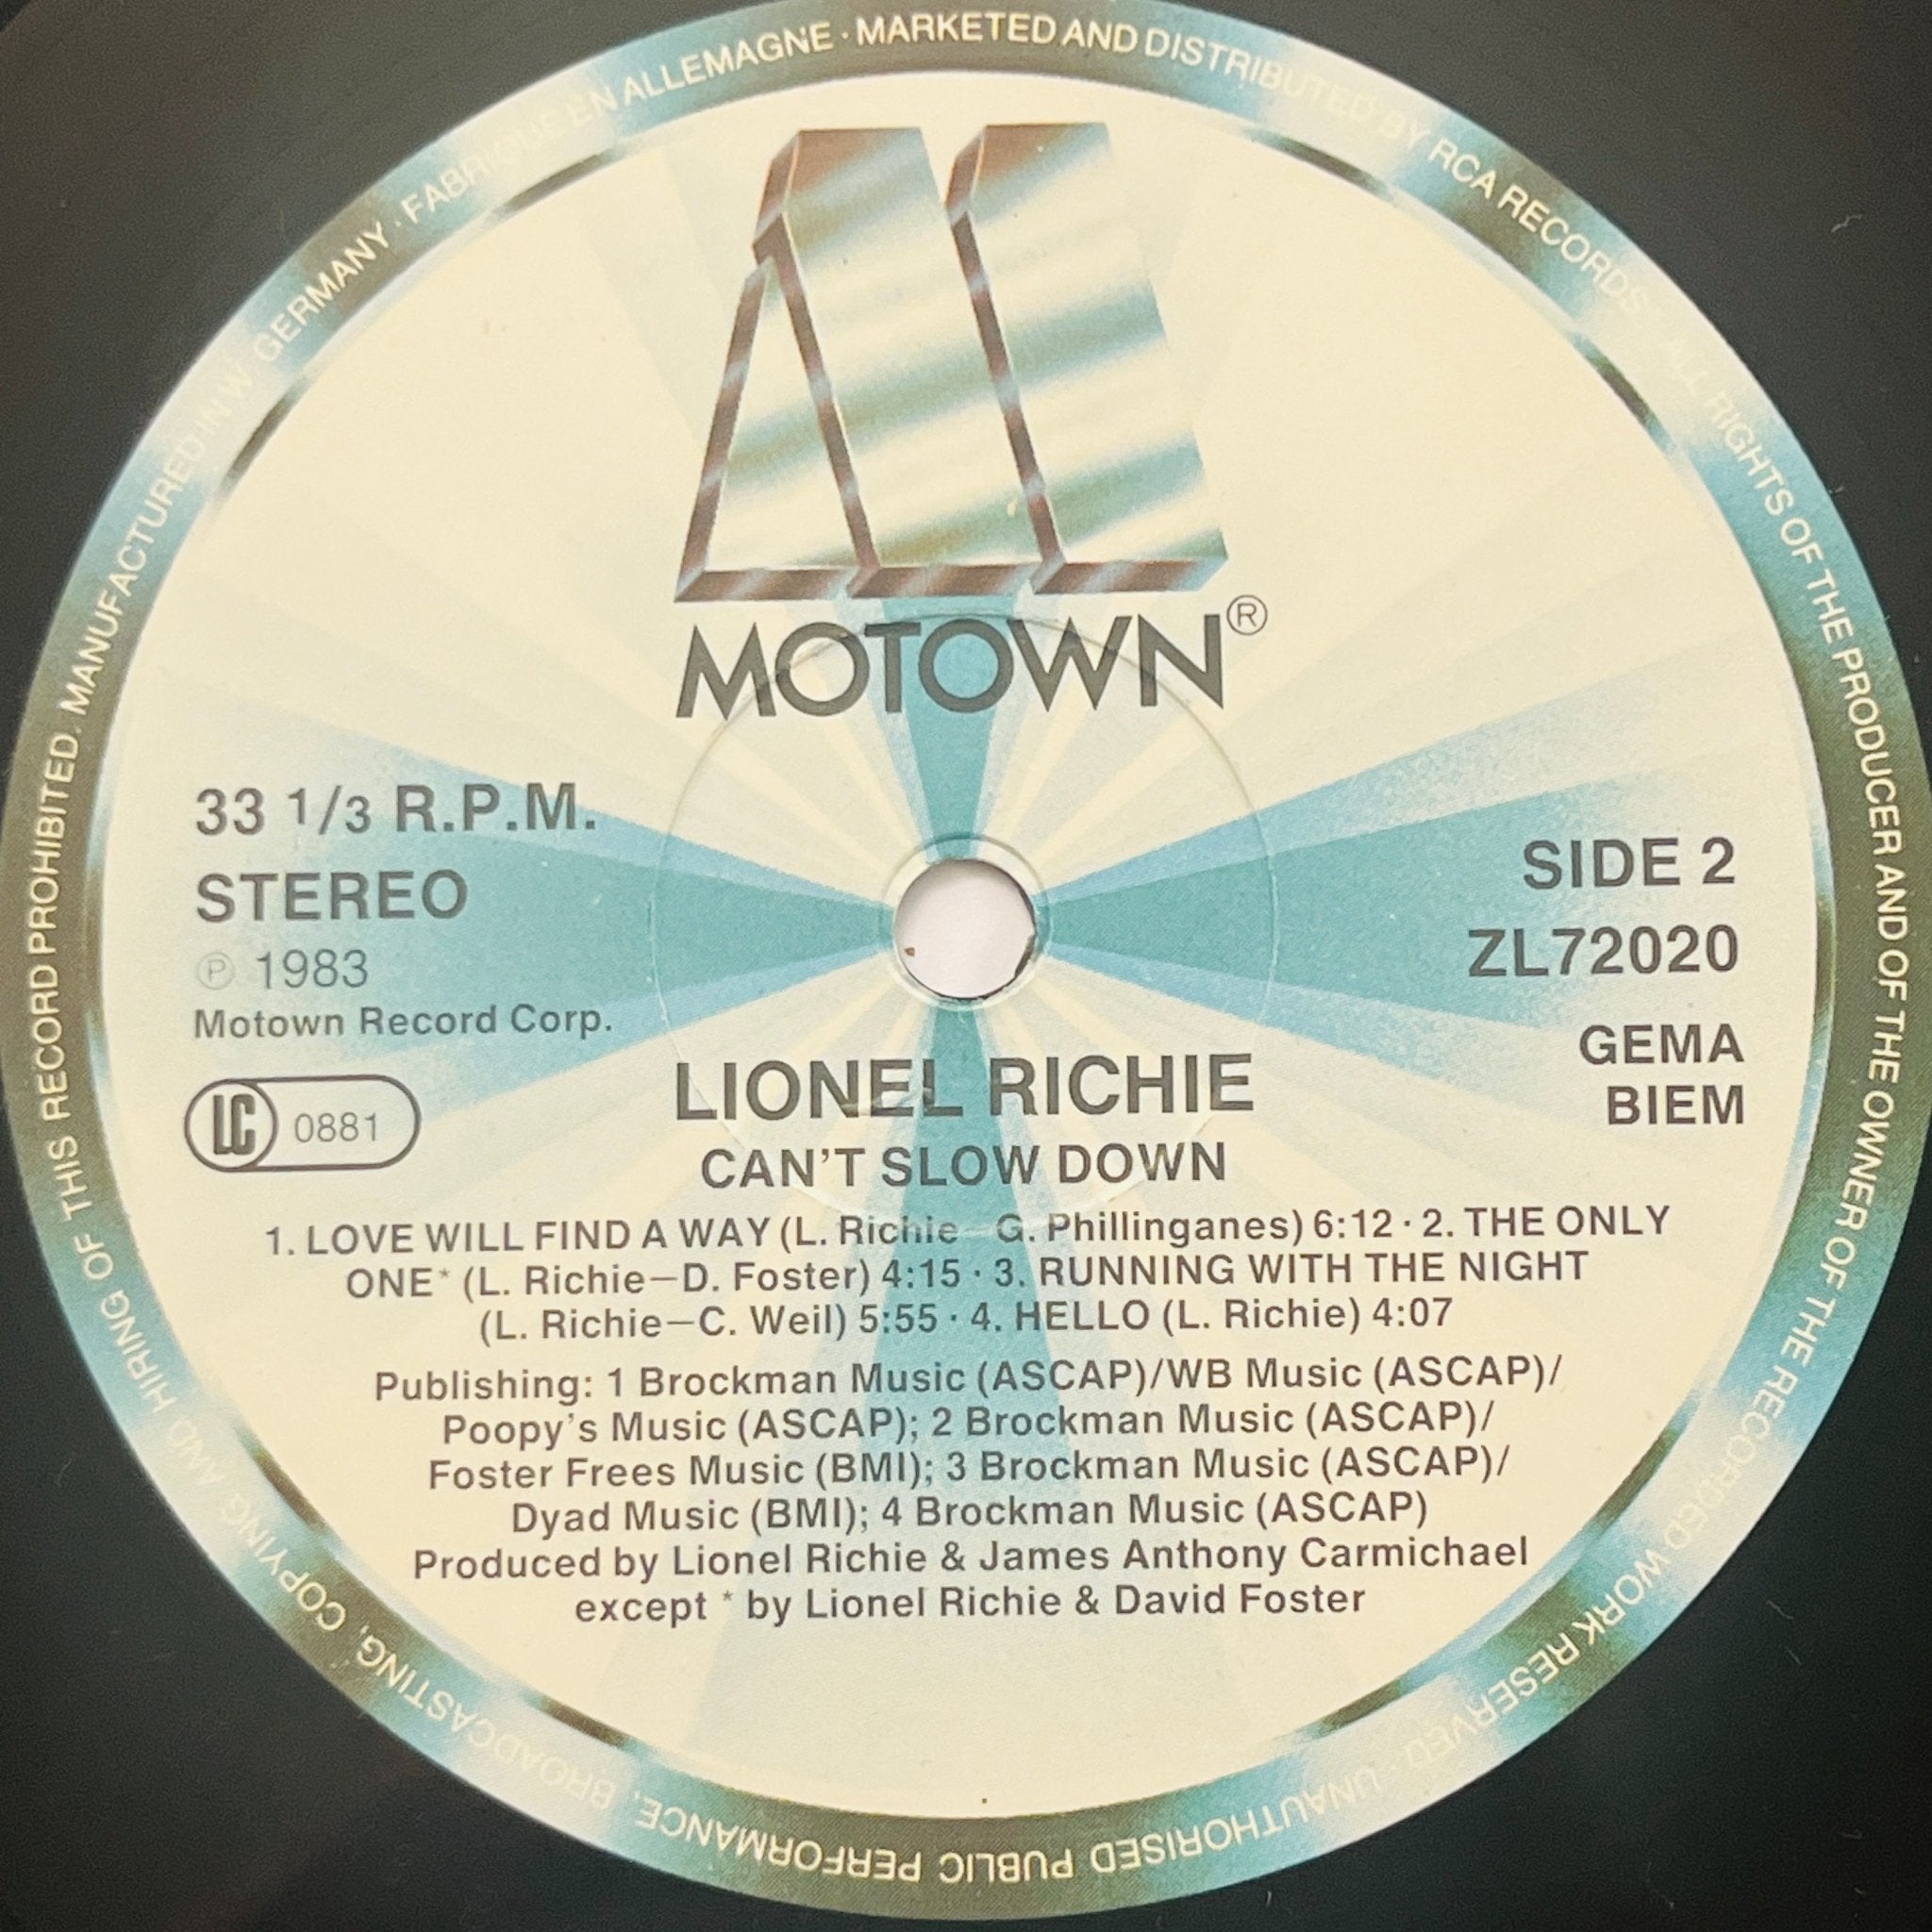 MANUFACTURED IN W. GERMANY · FABRIQUE EN ALLEMAGNE · MARKETED AND DISTRIBUTED BY RCA RECORDS · ALL RIGHTS OF THE PRODUCER AND OF THE OWNER OF THE RECORDED WORK RESERVED · UNAUTHORISED PUBLIC PERFORMANCE, BROADCASTING, COPYING, AND HIRING OF THIS RECORD PROHIBITED.
MOTOWN®
33 1/3 R.P.M.
STEREO
℗ 1983
Motown Record Corp.
LC 0881
SIDE 2
ZL72020
GEMA
BIEM
LIONEL RICHIE
CAN'T SLOW DOWN
1. LOVE WILL FIND A WAY (L. Richie–G. Phillinganes) 6:12 · 2. THE ONLY
ONE* (L. Richie–D. Foster) 4:15 · 3. RUNNING WITH THE NIGHT
(L. Richie–C. Weil) 5:55 · 4. HELLO (L. Richie) 4:07
Publishing: 1 Brockman Music (ASCAP)/WB Music (ASCAP)/
Poopy's Music (ASCAP); 2 Brockman Music (ASCAP)/
Foster Frees Music (BMI); 3 Brockman Music (ASCAP)/
Dyad Music (BMI); 4 Brockman Music (ASCAP)
Produced by Lionel Richie & James Anthony Carmichael
except * by Lionel Richie & David Foster